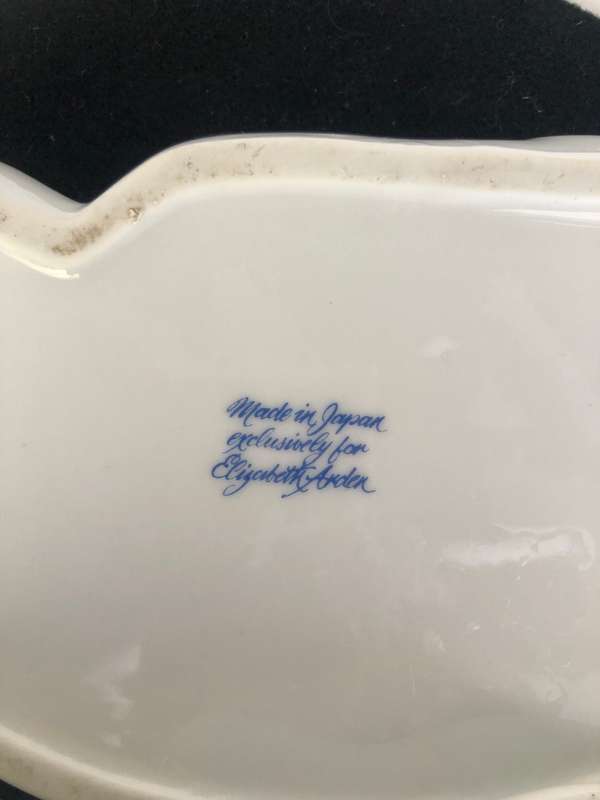 Made in Japan
exclusively for
Elizabeth Arden